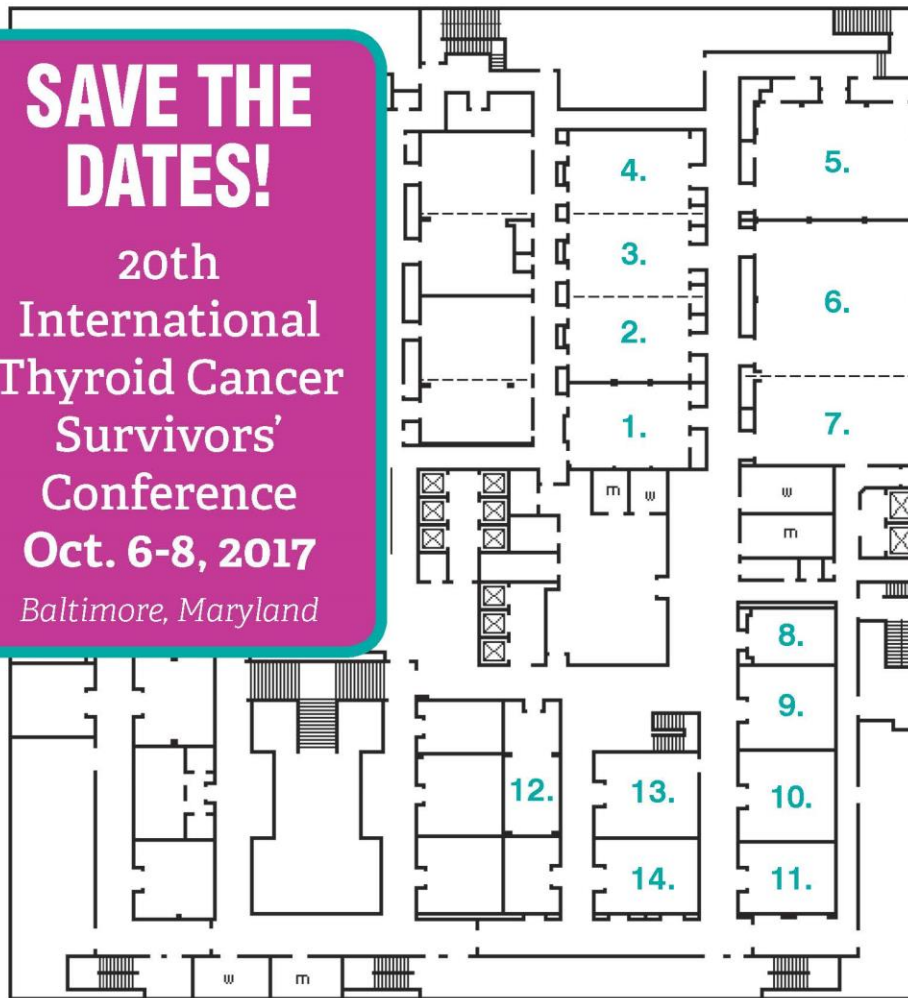 SAVE THE
DATES!
20th
International
Thyroid Cancer
Survivors'
Conference
Oct. 6-8, 2017
Baltimore, Maryland
4.
5.
3.
6.
2.
1.
7.
m
w
w
m
8.
9.
12.
13.
10.
14.
11.
w
m